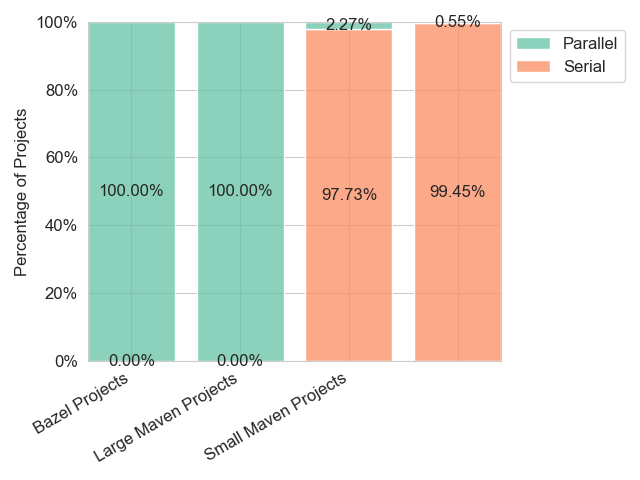 100%
80%
60%
40%
20%
0%
Percentage of Projects
2.27%
0.55%
100.00%
100.00%
97.73%
99.45%
0.00%
0.00%
Bazel Projects
Large Maven Projects
Small Maven Projects
Parallel
Serial